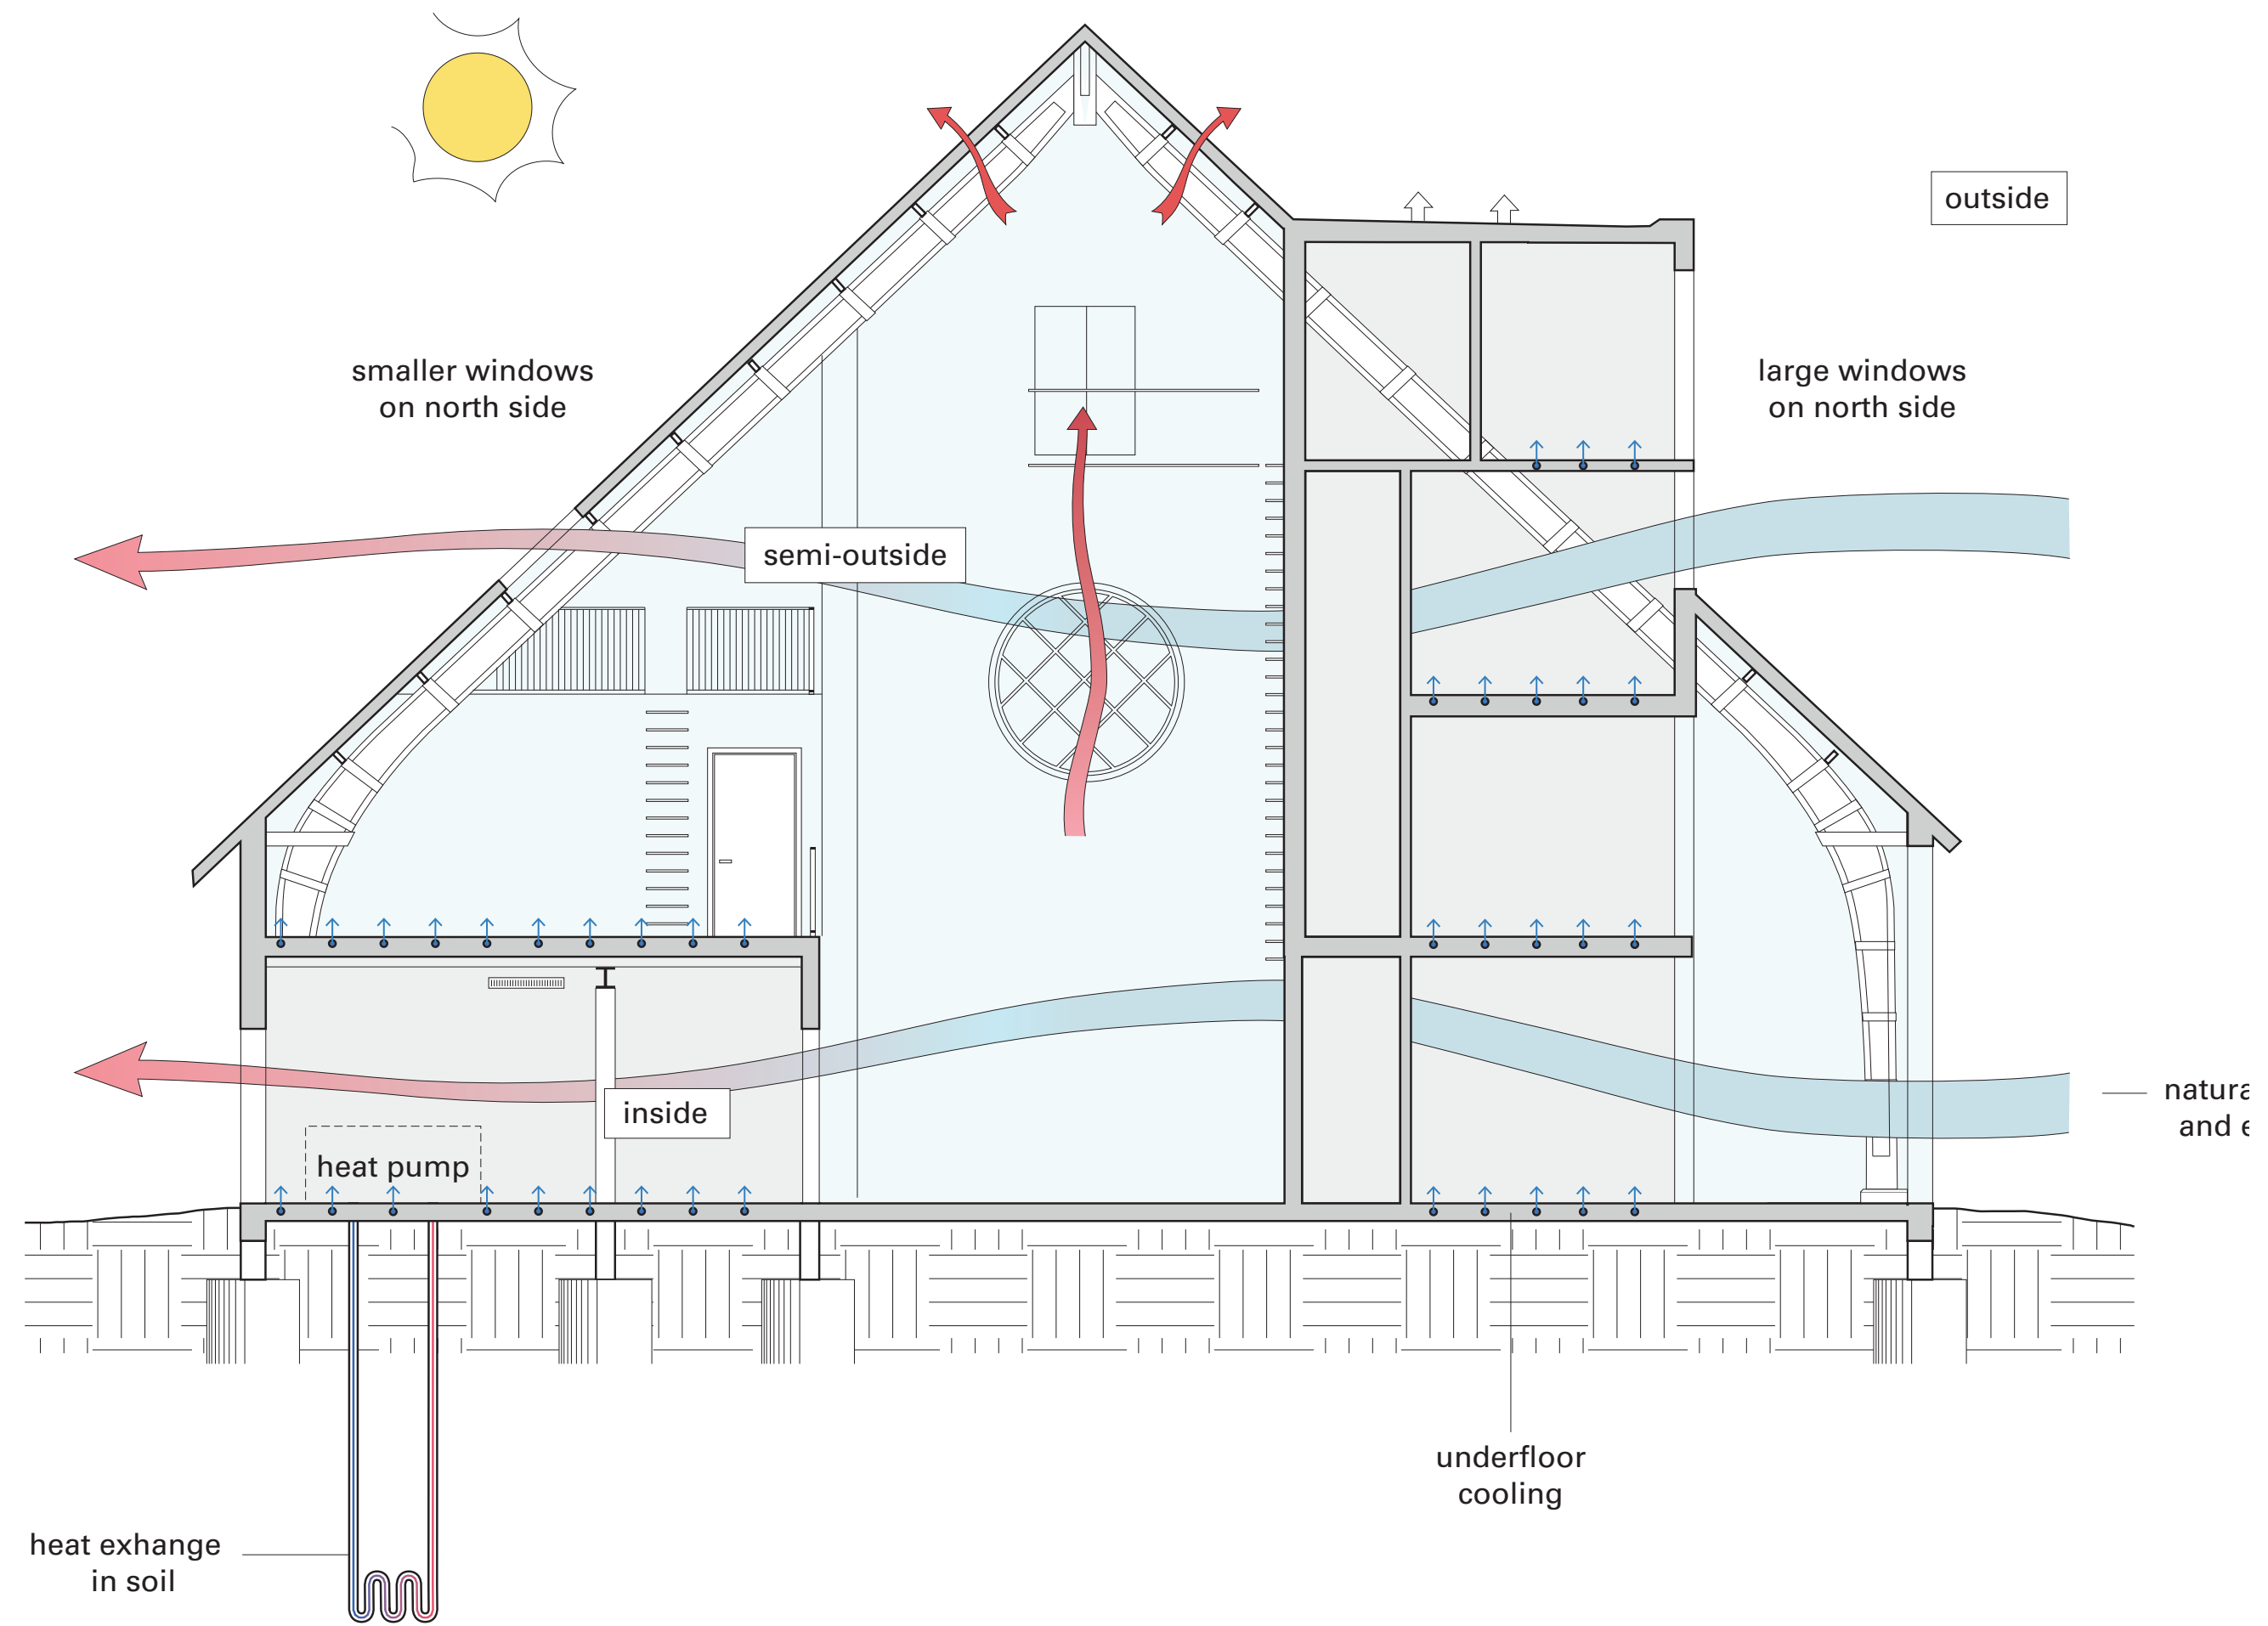 outside
smaller windows
on north side
large windows
on north side
semi-outside
inside
heat pump
and
underfloor
cooling
heat exhange
in soil